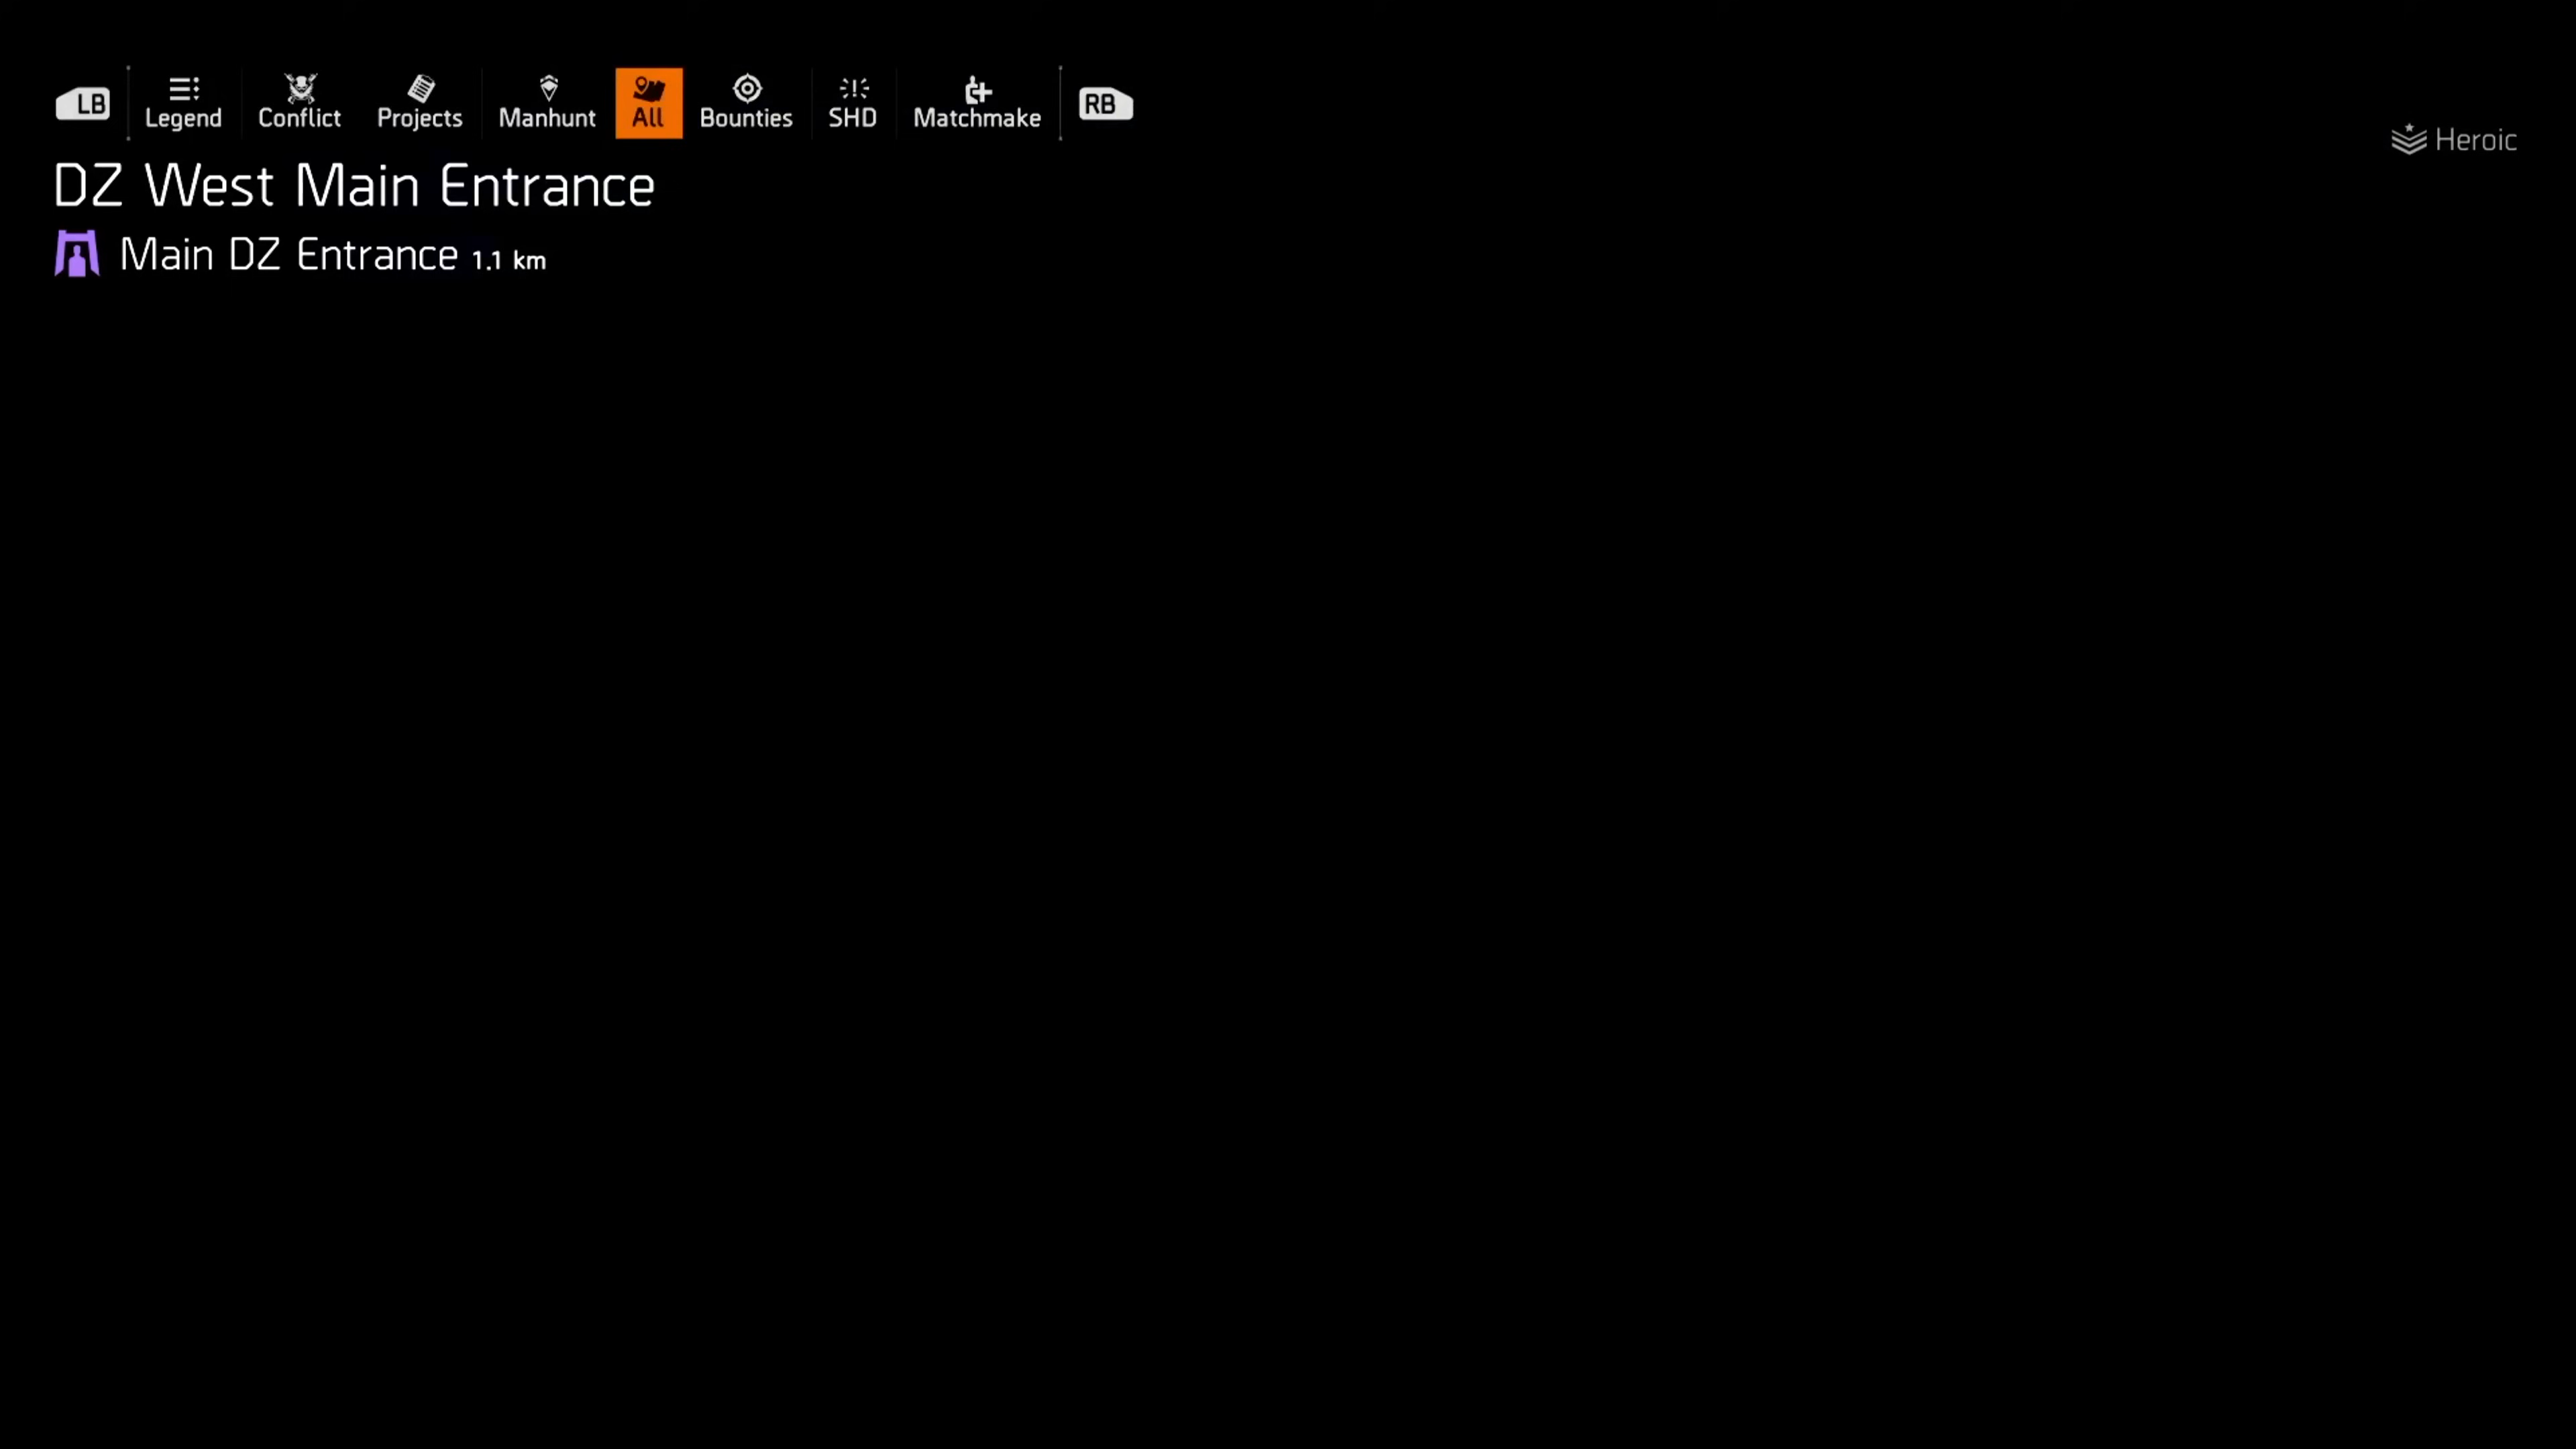 LB Legend Conflict Projects Manhunt All Bounties SHD Matchmake RB
Heroic
DZ West Main Entrance
Main DZ Entrance 1.1 km